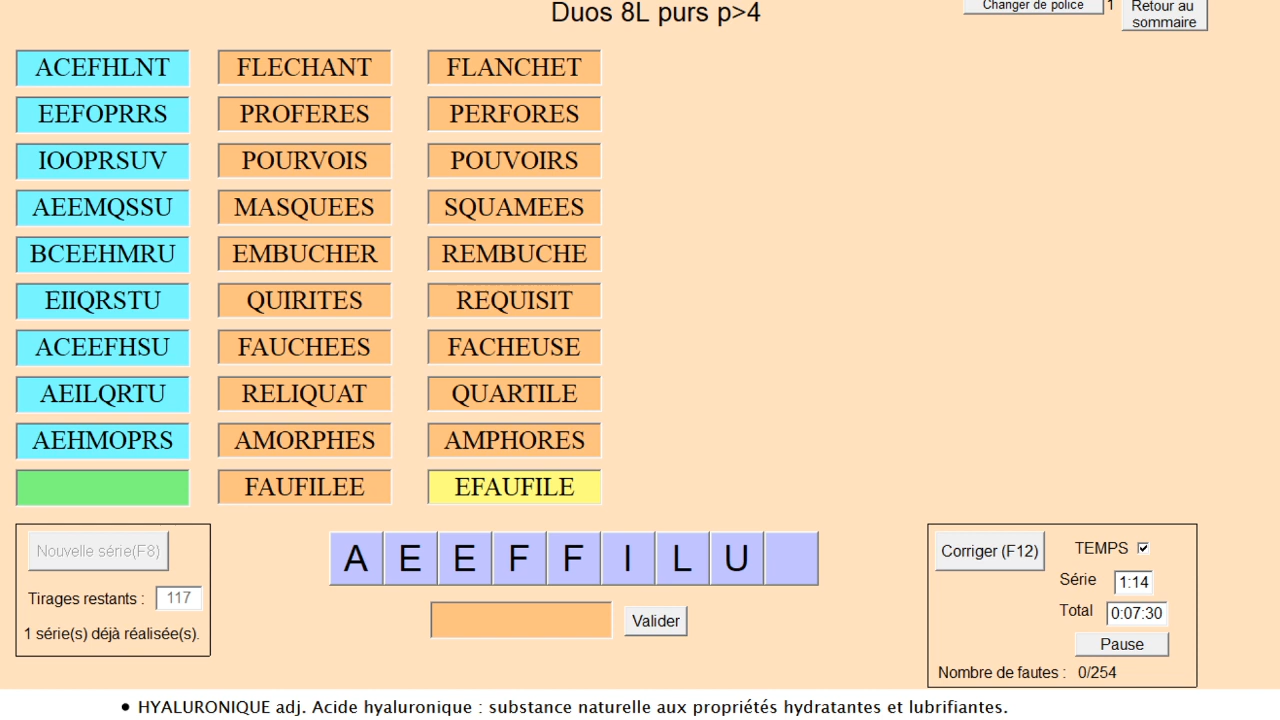 Duos 8L purs p>4
Changer de police 1 Retour au sommaire
ACEFHLNT FLECHANT FLANCHET
EEFOPRRS PROFERES PERFORES
IOOPRSUV POURVOIS POUVOIRS
AEEMQSSU MASQUEES SQUAMEES
BCEEHMRU EMBUCHER REMBUCHE
EIIQRSTU QUIRITES REQUISIT
ACEEFHSU FAUCHEES FACHEUSE
AEILQRTU RELIQUAT QUARTILE
AEHMOPRS AMORPHES AMPHORES
FAUFILEE EFAUFILE
Nouvelle série(F8)
Tirages restants : 117
1 série(s) déjà réalisée(s).
A E E F F I L U
Valider
Corriger (F12) TEMPS
Série 1:14
Total 0:07:30
Pause
Nombre de fautes : 0/254
• HYALURONIQUE adj. Acide hyaluronique : substance naturelle aux propriétés hydratantes et lubrifiantes.